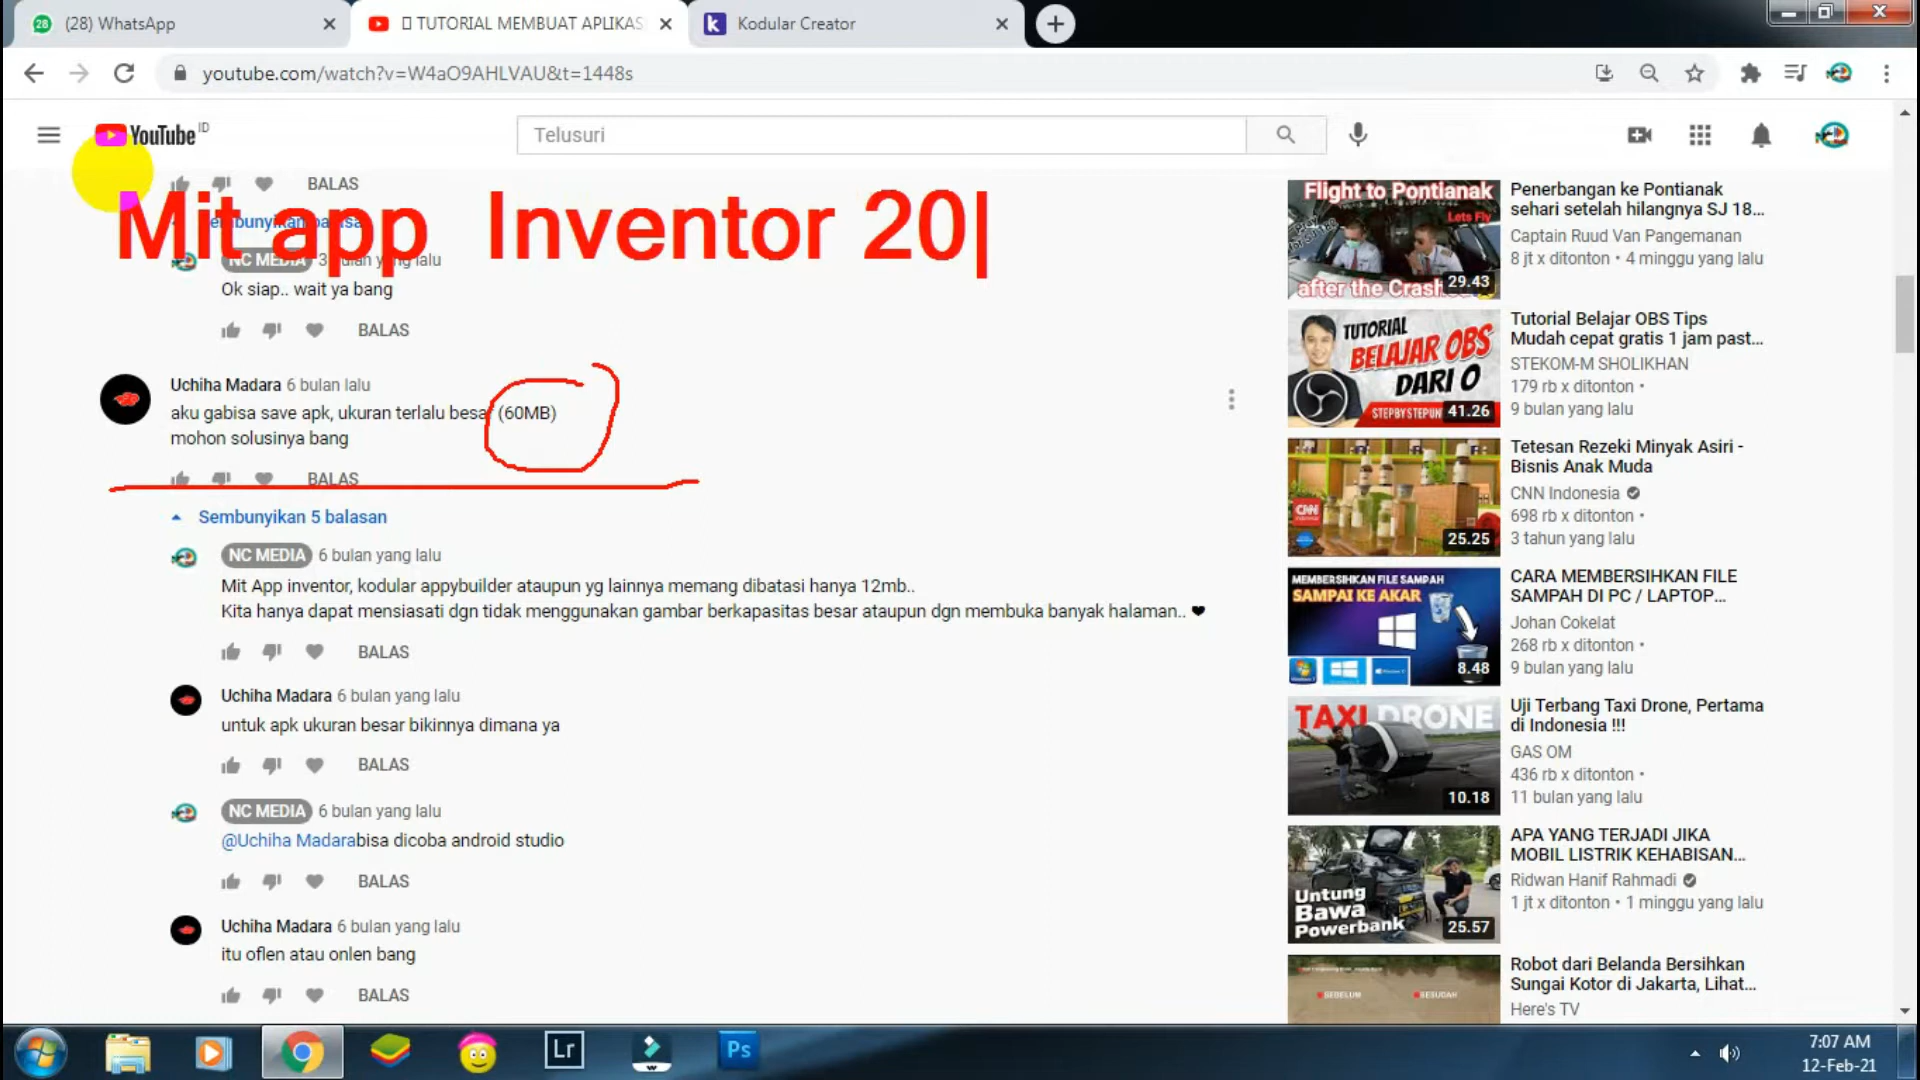 (28) WhatsApp
TUTORIAL MEMBUAT APLIKAS
Kodular Creator
youtube.com/watch?v=W4aO9AHLVAU&t=1448s
YouTube ID
Telusuri
BALAS
Mit app Inventor 20|
NC MEDIA
Ok siap.. wait ya bang
BALAS
Uchiha Madara 6 bulan lalu
aku gabisa save apk, ukuran terlalu besa (60MB)
mohon solusinya bang
BALAS
Sembunyikan 5 balasan
NC MEDIA 6 bulan yang lalu
Mit App inventor, kodular appybuilder ataupun yg lainnya memang dibatasi hanya 12mb..
Kita hanya dapat mensiasati dgn tidak menggunakan gambar berkapasitas besar ataupun dgn membuka banyak halaman..
BALAS
Uchiha Madara 6 bulan yang lalu
untuk apk ukuran besar bikinnya dimana ya
BALAS
NC MEDIA 6 bulan yang lalu
@Uchiha Madarabisa dicoba android studio
BALAS
Uchiha Madara 6 bulan yang lalu
itu oflen atau onlen bang
BALAS
Flight to Pontianak
Lets Fly
after the Crash
29.43
Penerbangan ke Pontianak
sehari setelah hilangnya SJ 18...
Captain Ruud Van Pangemanan
8 jt x ditonton • 4 minggu yang lalu
TUTORIAL
BELAJAR OBS
DARI 0
STEP BY STEP UN
41.26
Tutorial Belajar OBS Tips
Mudah cepat gratis 1 jam past...
STEKOM-M SHOLIKHAN
179 rb x ditonton •
9 bulan yang lalu
CNN
25.25
Tetesan Rezeki Minyak Asiri -
Bisnis Anak Muda
CNN Indonesia
698 rb x ditonton •
3 tahun yang lalu
MEMBERSIHKAN FILE SAMPAH
SAMPAI KE AKAR
8.48
CARA MEMBERSIHKAN FILE
SAMPAH DI PC / LAPTOP...
Johan Cokelat
268 rb x ditonton •
9 bulan yang lalu
TAXI DRONE
10.18
Uji Terbang Taxi Drone, Pertama
di Indonesia !!!
GAS OM
436 rb x ditonton •
11 bulan yang lalu
Untung
Bawa
Powerbank
25.57
APA YANG TERJADI JIKA
MOBIL LISTRIK KEHABISAN...
Ridwan Hanif Rahmadi
1 jt x ditonton • 1 minggu yang lalu
SEBELUM
SESUDAH
Robot dari Belanda Bersihkan
Sungai Kotor di Jakarta, Lihat...
Here's TV
Lr
Ps
7:07 AM
12-Feb-21